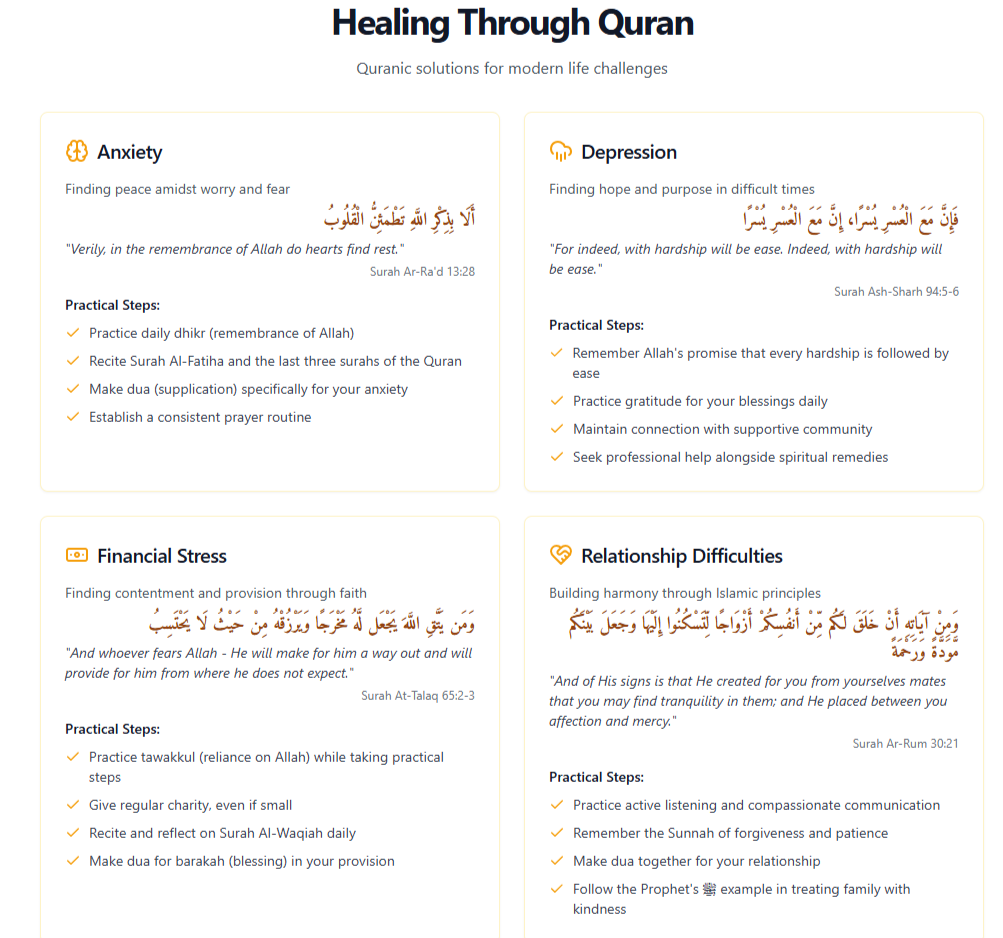 Healing Through Quran
Quranic solutions for modern life challenges
Anxiety
Finding peace amidst worry and fear
أَلَا بِذِكْرِ اللَّهِ تَطْمَئِنُّ الْقُلُوبُ
"Verily, in the remembrance of Allah do hearts find rest."
Surah Ar-Ra'd 13:28
Practical Steps:
Practice daily dhikr (remembrance of Allah)
Recite Surah Al-Fatiha and the last three surahs of the Quran
Make dua (supplication) specifically for your anxiety
Establish a consistent prayer routine
Depression
Finding hope and purpose in difficult times
فَإِنَّ مَعَ الْعُسْرِ يُسْرًا، إِنَّ مَعَ الْعُسْرِ يُسْرًا
"For indeed, with hardship will be ease. Indeed, with hardship will
be ease."
Surah Ash-Sharh 94:5-6
Practical Steps:
Remember Allah's promise that every hardship is followed by
ease
Practice gratitude for your blessings daily
Maintain connection with supportive community
Seek professional help alongside spiritual remedies
Financial Stress
Finding contentment and provision through faith
وَمَن يَتَّقِ اللَّهَ يَجْعَل لَّهُ مَخْرَجًا وَيَرْزُقْهُ مِنْ حَيْثُ لَا يَحْتَسِبُ
"And whoever fears Allah - He will make for him a way out and will
provide for him from where he does not expect."
Surah At-Talaq 65:2-3
Practical Steps:
Practice tawakkul (reliance on Allah) while taking practical
steps
Give regular charity, even if small
Recite and reflect on Surah Al-Waqiah daily
Make dua for barakah (blessing) in your provision
Relationship Difficulties
Building harmony through Islamic principles
وَمِنْ آيَاتِهِ أَنْ خَلَقَ لَكُم مِّنْ أَنفُسِكُمْ أَزْوَاجًا لِّتَسْكُنُوا إِلَيْهَا وَجَعَلَ بَيْنَكُم
مَّوَدَّةً وَرَحْمَةً
"And of His signs is that He created for you from yourselves mates
that you may find tranquility in them; and He placed between you
affection and mercy."
Surah Ar-Rum 30:21
Practical Steps:
Practice active listening and compassionate communication
Remember the Sunnah of forgiveness and patience
Make dua together for your relationship
Follow the Prophet's ﷺ example in treating family with
kindness